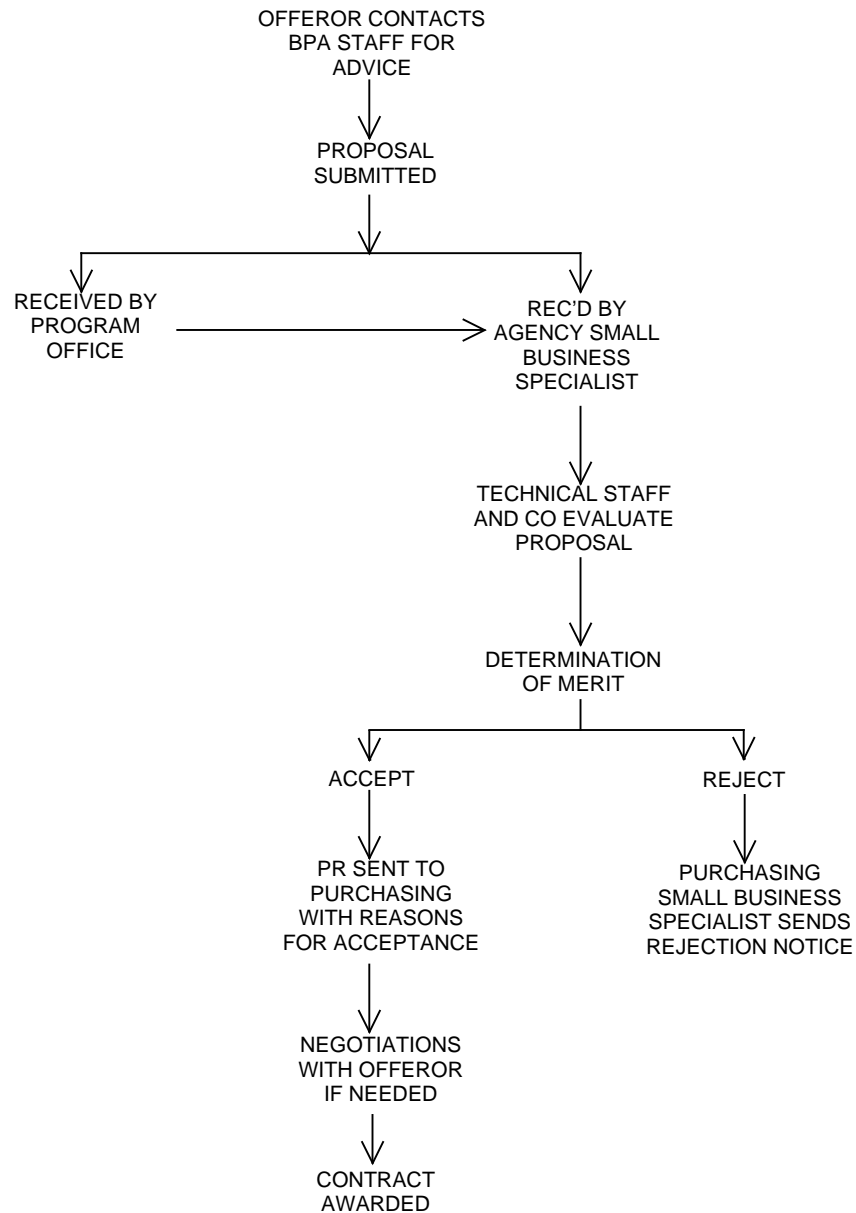 OFFEROR CONTACTS
BPA STAFF FOR
ADVICE
PROPOSAL
SUBMITTED
RECEIVED BY
PROGRAM
OFFICE
REC'D BY
AGENCY SMALL
BUSINESS
SPECIALIST
TECHNICAL STAFF
AND CO EVALUATE
PROPOSAL
DETERMINATION
OF MERIT
ACCEPT
REJECT
PR SENT TO
PURCHASING
WITH REASONS
FOR ACCEPTANCE
PURCHASING
SMALL BUSINESS
SPECIALIST SENDS
REJECTION NOTICE
NEGOTIATIONS
WITH OFFEROR
IF NEEDED
CONTRACT
AWARDED